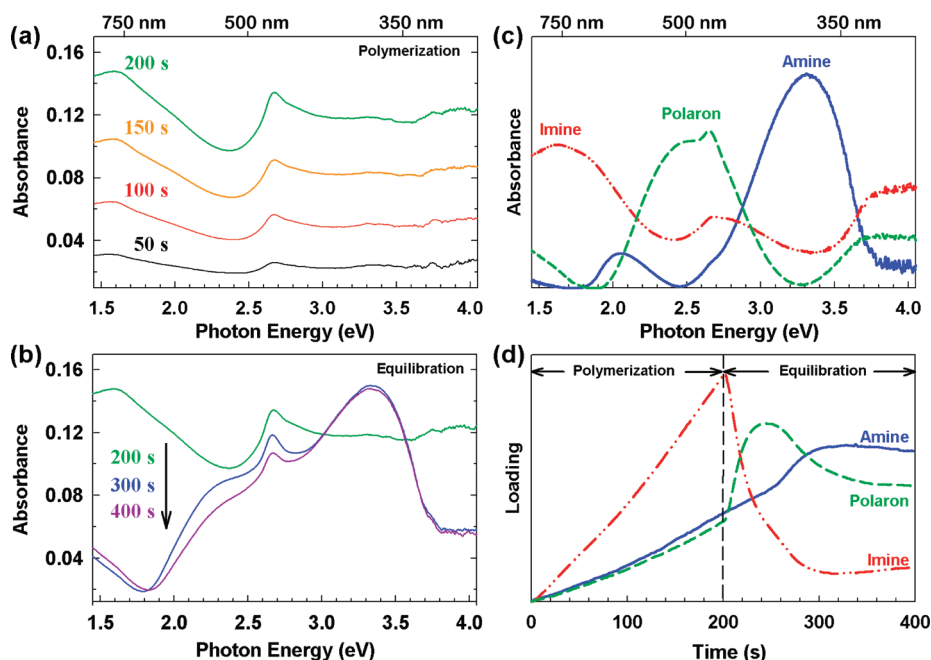 750 nm 500 nm 350 nm
(a)
Polymerization
0.16
0.12
0.08
0.04
Absorbance
200 s
150 s
100 s
50 s
1.5 2.0 2.5 3.0 3.5 4.0
Photon Energy (eV)
750 nm 500 nm 350 nm
(c)
Absorbance
Imine
Polaron
Amine
1.5 2.0 2.5 3.0 3.5 4.0
Photon Energy (eV)
(b)
Equilibration
0.16
0.12
0.08
0.04
Absorbance
200 s
300 s
400 s
1.5 2.0 2.5 3.0 3.5 4.0
Photon Energy (eV)
(d)
Polymerization Equilibration
Loading
Amine
Polaron
Imine
0 100 200 300 400
Time (s)